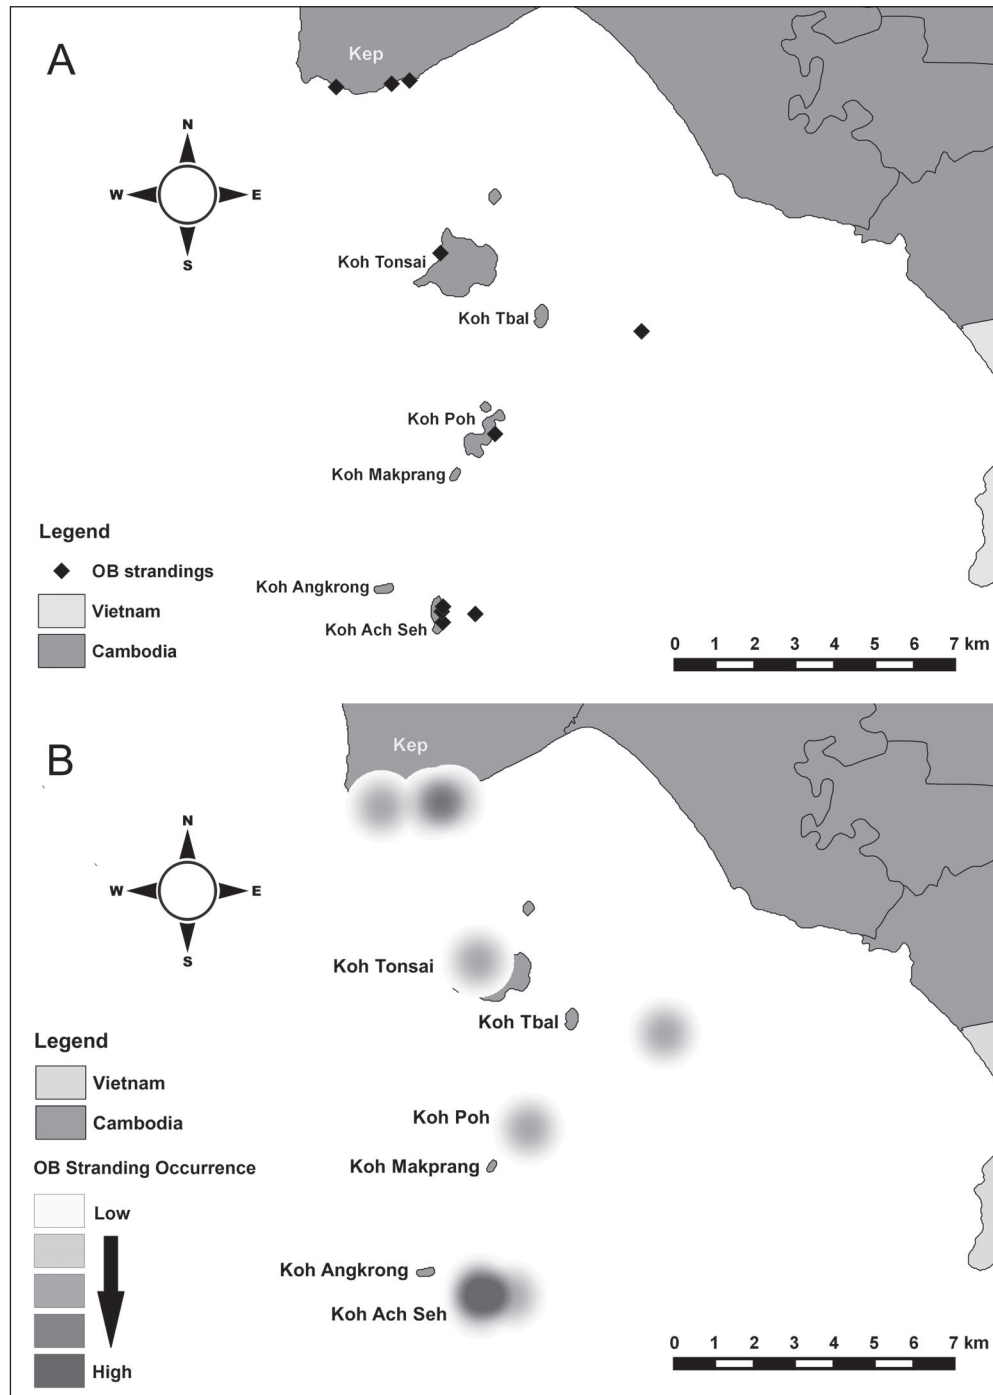 A
Kep
N
W E
S
Koh Tonsai
Koh Tbal
Koh Poh
Koh Makprang
Legend
OB strandings
Vietnam
Cambodia
Koh Angkrong
Koh Ach Seh
0 1 2 3 4 5 6 7 km
B
Kep
N
W E
S
Koh Tonsai
Koh Tbal
Legend
Vietnam
Cambodia
Koh Poh
Koh Makprang
OB Stranding Occurrence
Low
High
Koh Angkrong
Koh Ach Seh
0 1 2 3 4 5 6 7 km